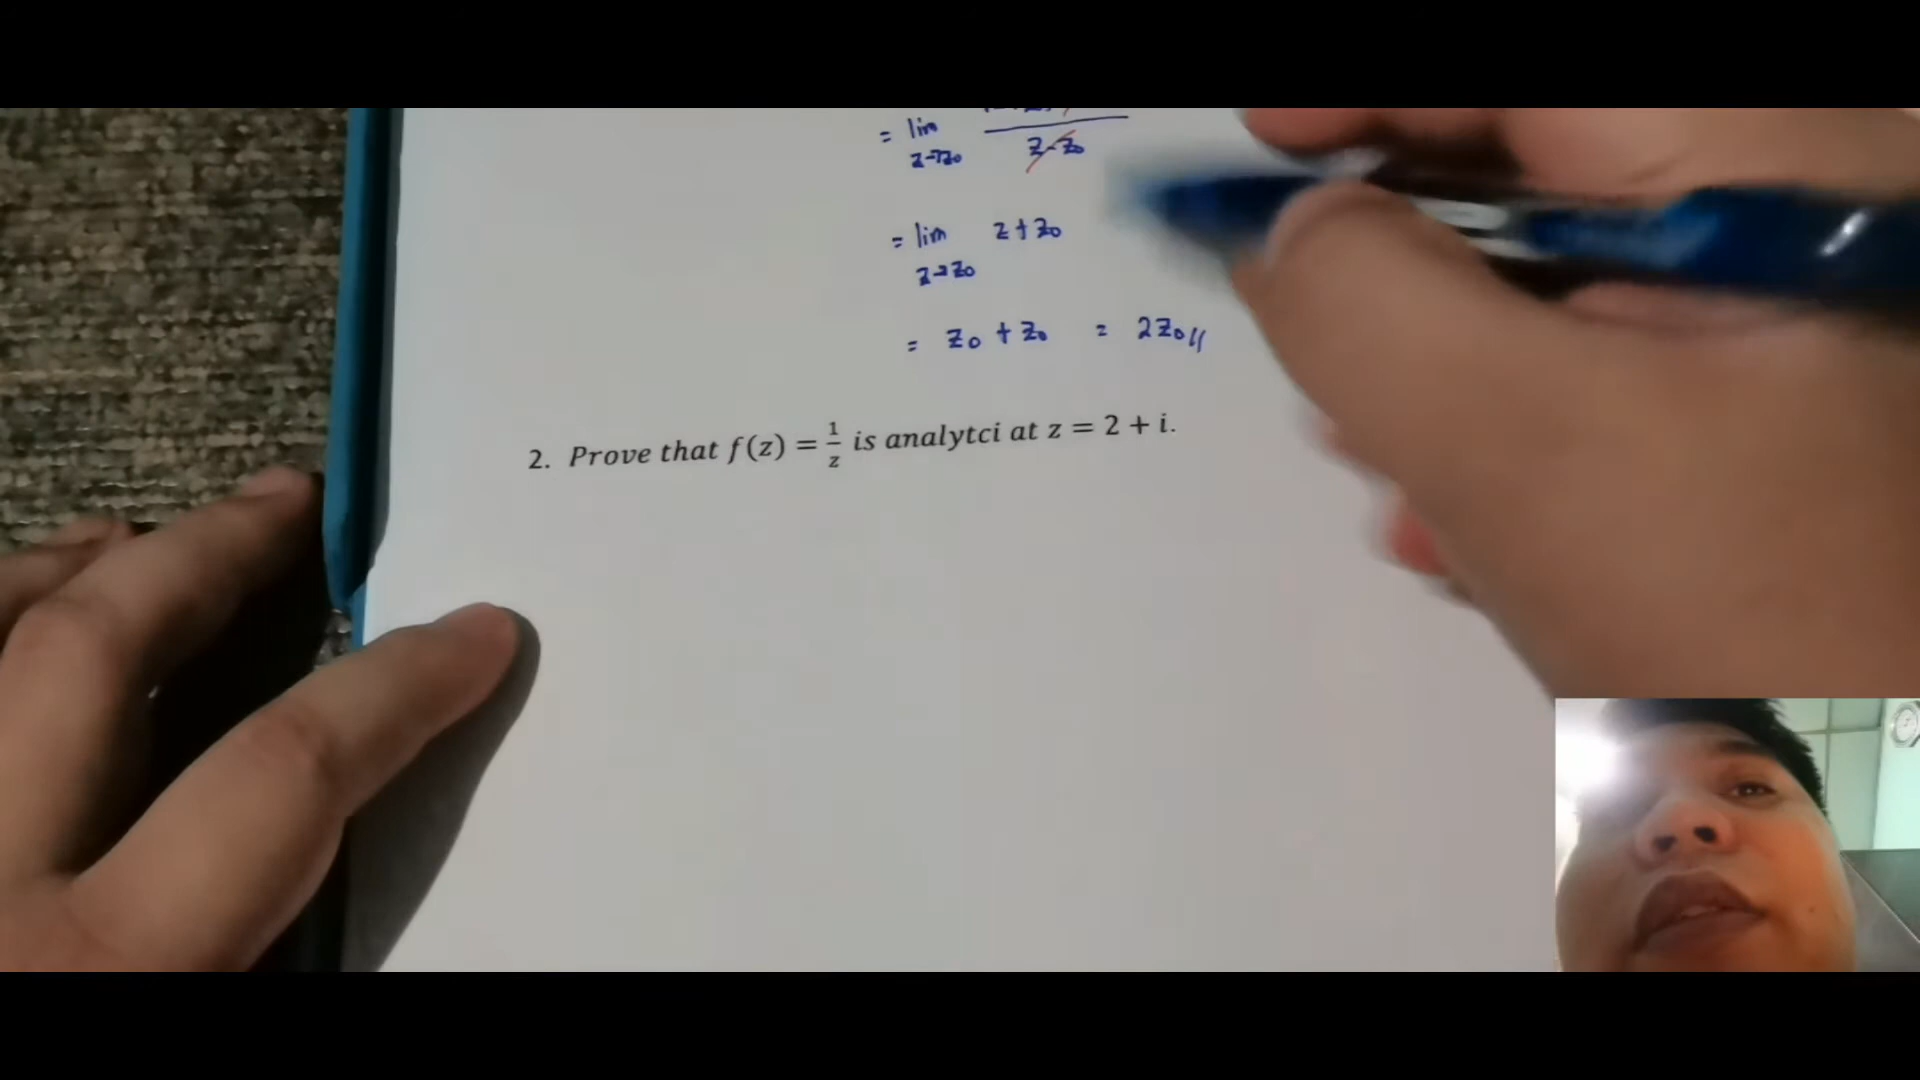 = lim
z→z₀ z-z₀
= lim z+z₀
z→z₀
= z₀ + z₀ = 2z₀//
2. Prove that f(z) = 1/z is analytci at z = 2 + i.